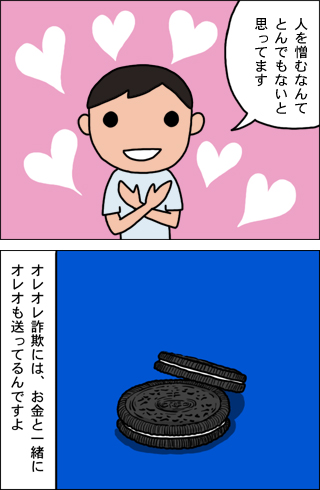 人を憎むなんて
とんでもないと
思ってます
オレオレ詐欺には、お金と一緒に
オレオも送ってるんですよ